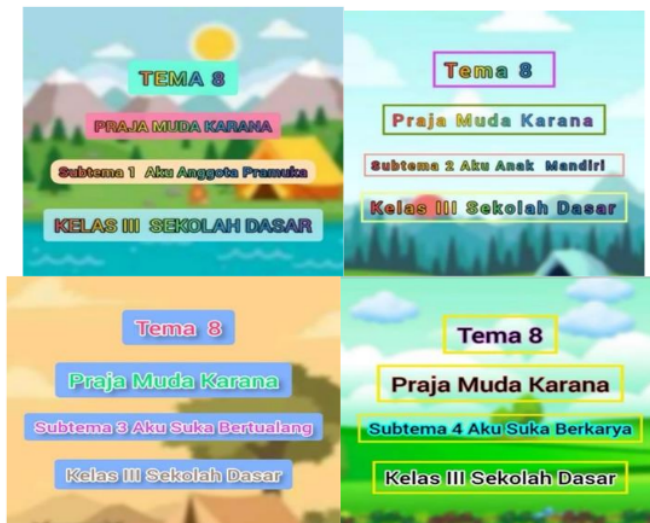 TEMA 8
PRAJA MUDA KARANA
Subtema 1 Aku Anggota Pramuka
KELAS III SEKOLAH DASAR
Tema 8
Praja Muda Karana
Subtema 2 Aku Anak Mandiri
Kelas III Sekolah Dasar
Tema 8
Praja Muda Karana
Subtema 3 Aku Suka Bertualang
Kelas III Sekolah Dasar
Tema 8
Praja Muda Karana
Subtema 4 Aku Suka Berkarya
Kelas III Sekolah Dasar